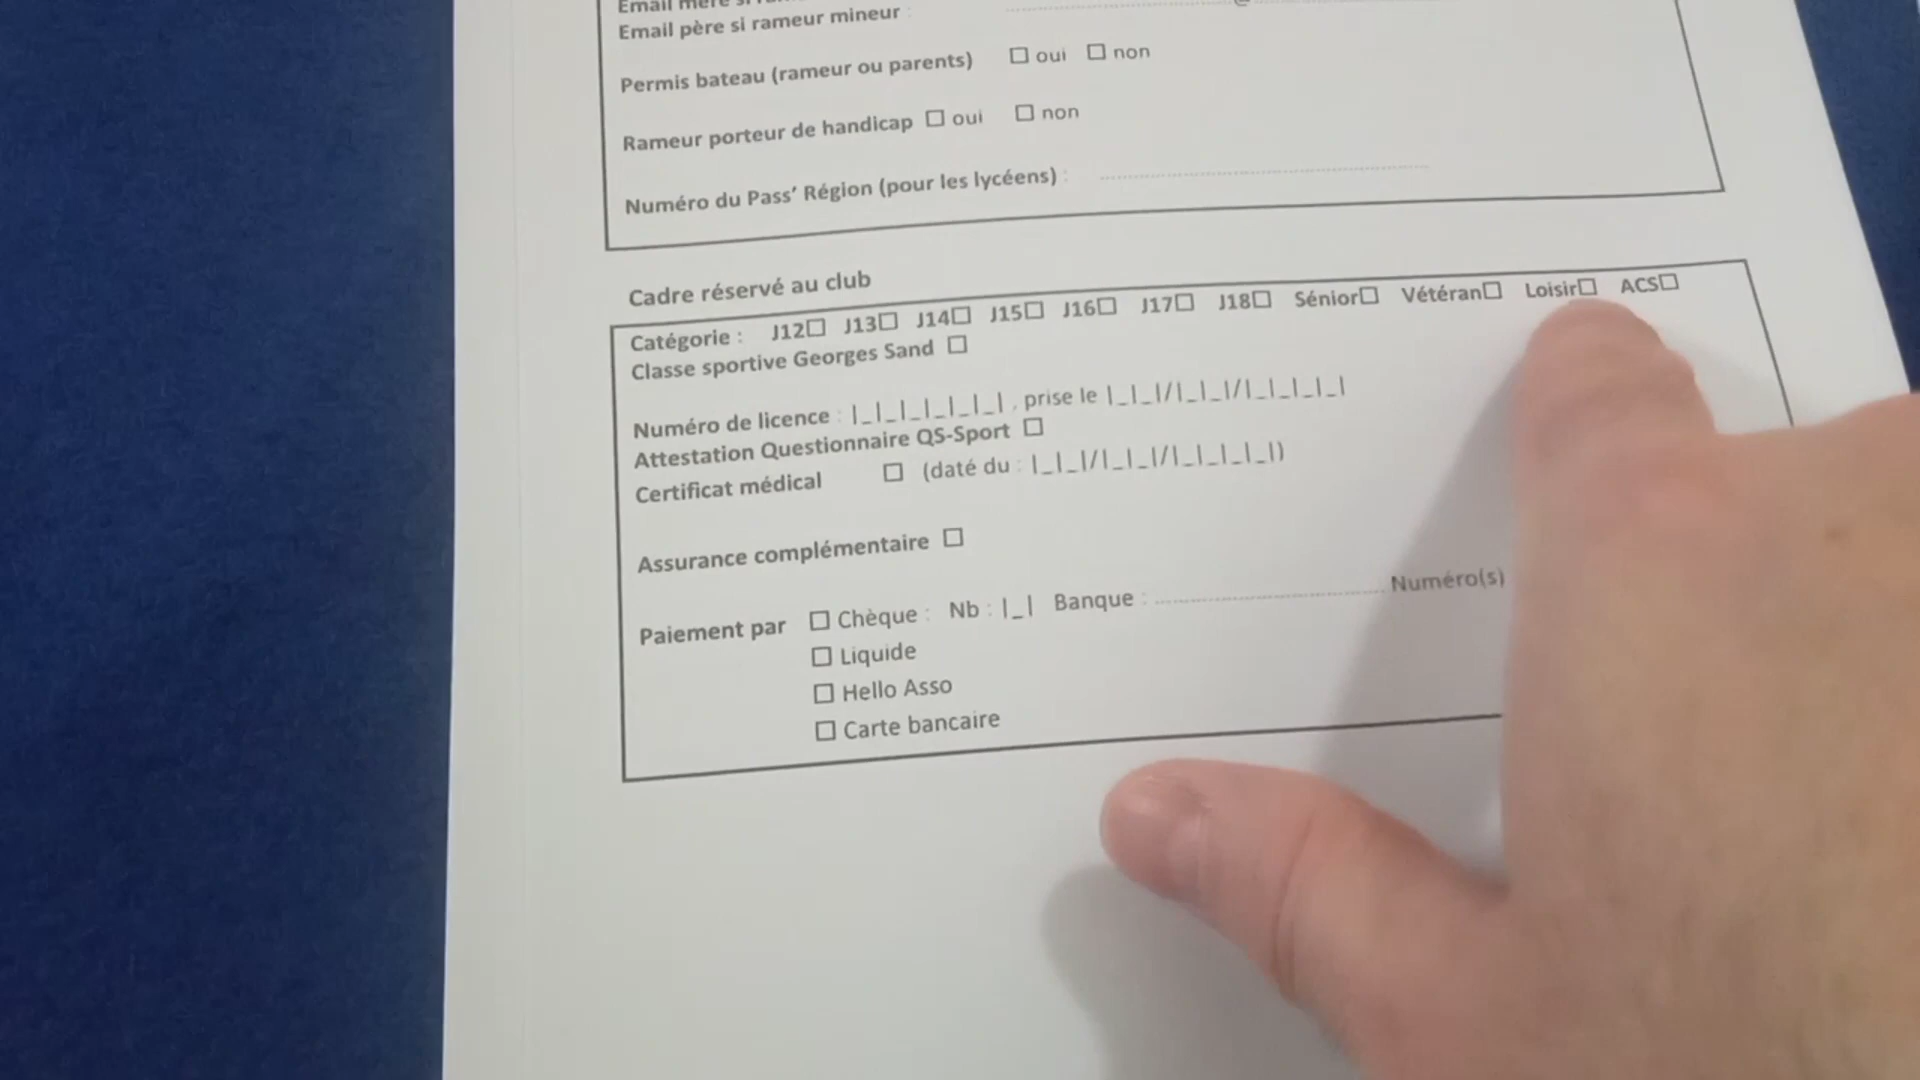 Email mère si
Email père si rameur mineur : @
Permis bateau (rameur ou parents) ☐ oui ☐ non
Rameur porteur de handicap ☐ oui ☐ non
Numéro du Pass' Région (pour les lycéens) :
Cadre réservé au club
Catégorie : J12☐ J13☐ J14☐ J15☐ J16☐ J17☐ J18☐ Sénior☐ Vétéran☐ Loisir☐ ACS☐
Classe sportive Georges Sand ☐
Numéro de licence : |_|_|_|_|_|_|, prise le |_|_|/|_|_|/|_|_|_|_|
Attestation Questionnaire QS-Sport ☐
Certificat médical ☐ (daté du : |_|_|/|_|_|/|_|_|_|_|)
Assurance complémentaire ☐
Paiement par ☐ Chèque : Nb : |_| Banque : Numéro(s)
☐ Liquide
☐ Hello Asso
☐ Carte bancaire